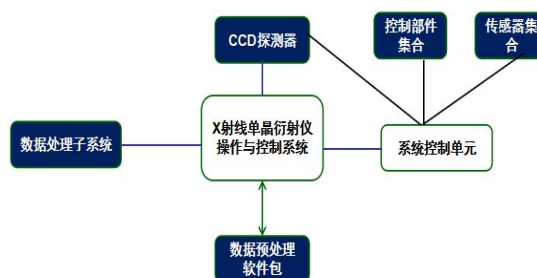 CCD探测器
控制部件
集合
传感器集
合
X射线单晶衍射仪
操作与控制系统
数据处理子系统
系统控制单元
数据预处理
软件包